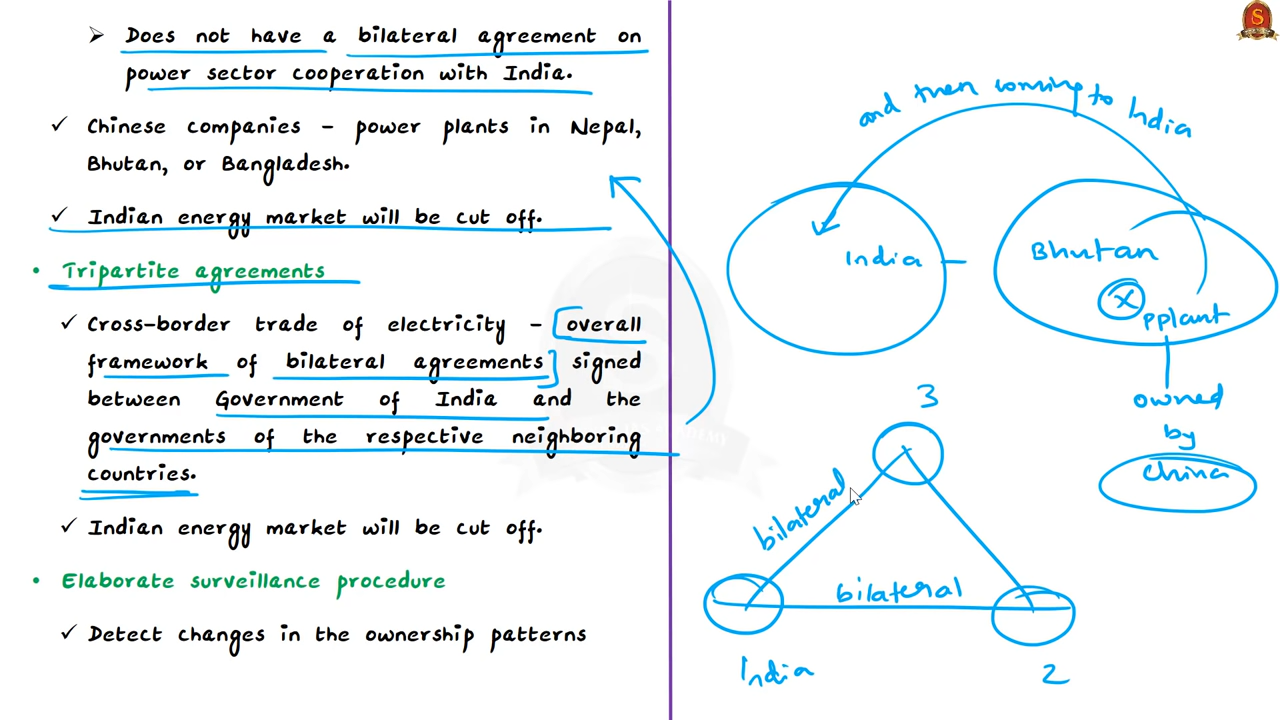 ➢ Does not have a bilateral agreement on
power sector cooperation with India.
✓ Chinese companies – power plants in Nepal,
Bhutan, or Bangladesh.
✓ Indian energy market will be cut off.
• Tripartite agreements
✓ Cross-border trade of electricity – overall
framework of bilateral agreements signed
between Government of India and the
governments of the respective neighboring
countries.
✓ Indian energy market will be cut off.
• Elaborate surveillance procedure
✓ Detect changes in the ownership patterns
S
and then coming to India
India
Bhutan
X
pplant
owned
by
China
3
bilateral
bilateral
India
2